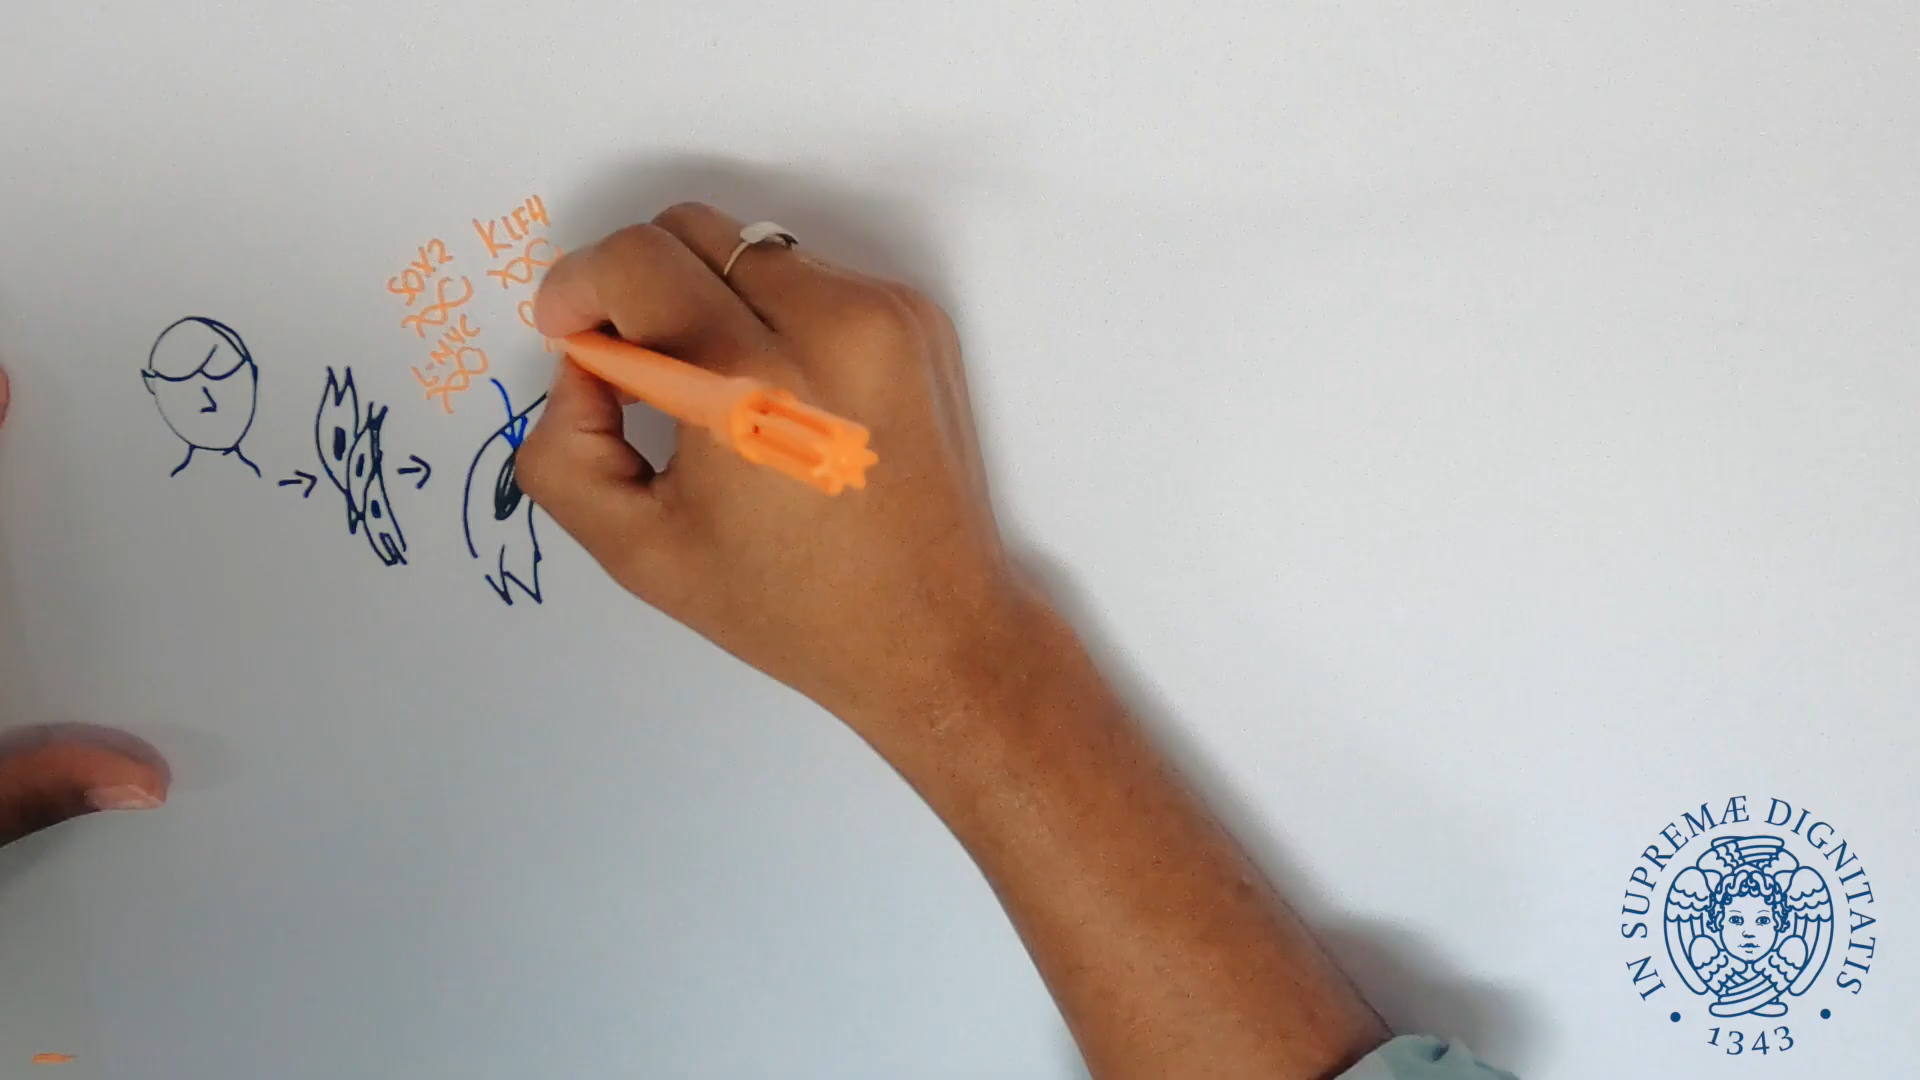 KLF4
SOX2
C-MYC
IN SUPREMÆ DIGNITATIS
• 1343 •